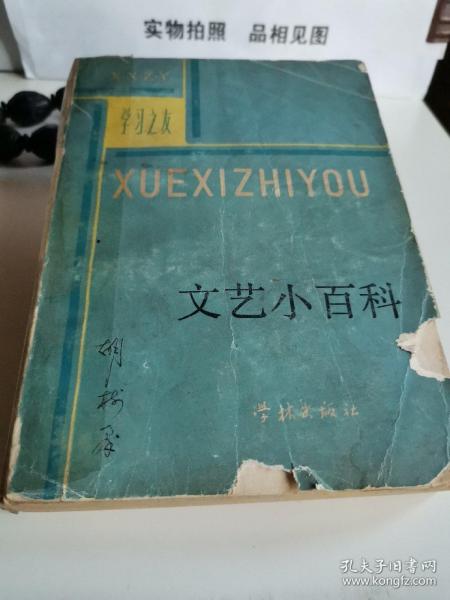 实物拍照 品相见图
XXZY
学习之友
XUEXIZHIYOU
文艺小百科
胡
学林出版社
孔夫子旧书网
www.kongfz.com